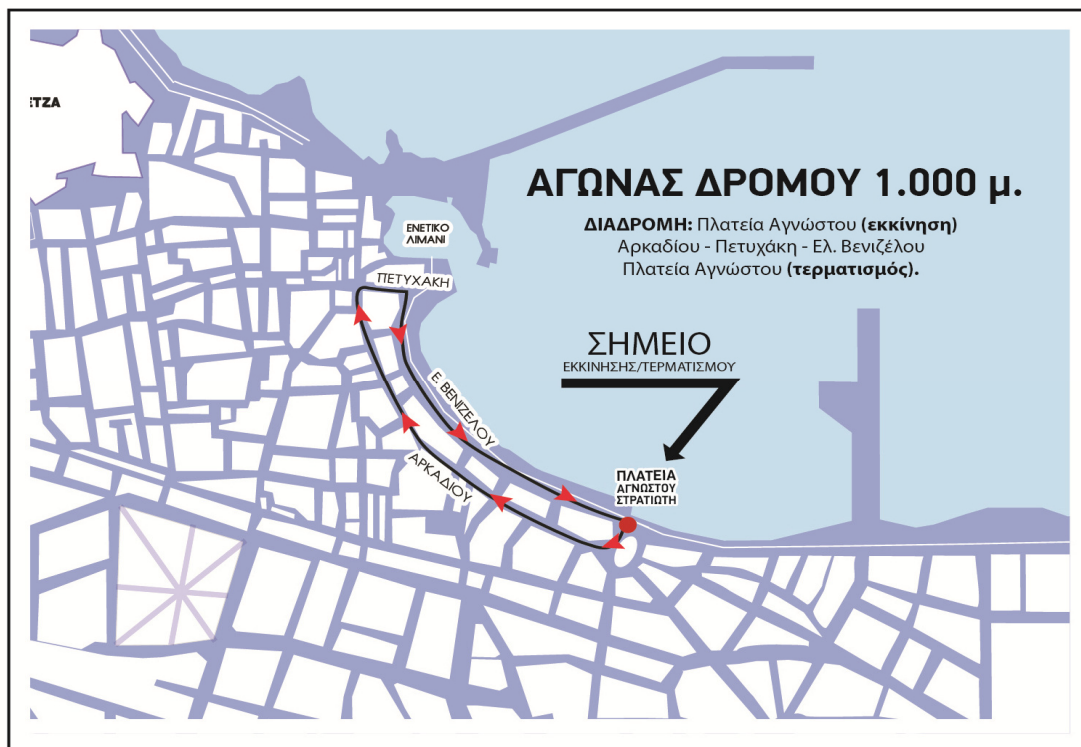 ΕΤΖΑ
ΑΓΩΝΑΣ ΔΡΟΜΟΥ 1.000 μ.
ΔΙΑΔΡΟΜΗ: Πλατεία Αγνώστου (εκκίνηση)
Αρκαδίου - Πετυχάκη - Ελ. Βενιζέλου
Πλατεία Αγνώστου (τερματισμός).
ΕΝΕΤΙΚΟ
ΛΙΜΑΝΙ
ΠΕΤΥΧΑΚΗ
ΣΗΜΕΙΟ
ΕΚΚΙΝΗΣΗΣ/ΤΕΡΜΑΤΙΣΜΟΥ
Ε. ΒΕΝΙΖΕΛΟΥ
ΑΡΚΑΔΙΟΥ
ΠΛΑΤΕΙΑ
ΑΓΝΩΣΤΟΥ
ΣΤΡΑΤΙΩΤΗ